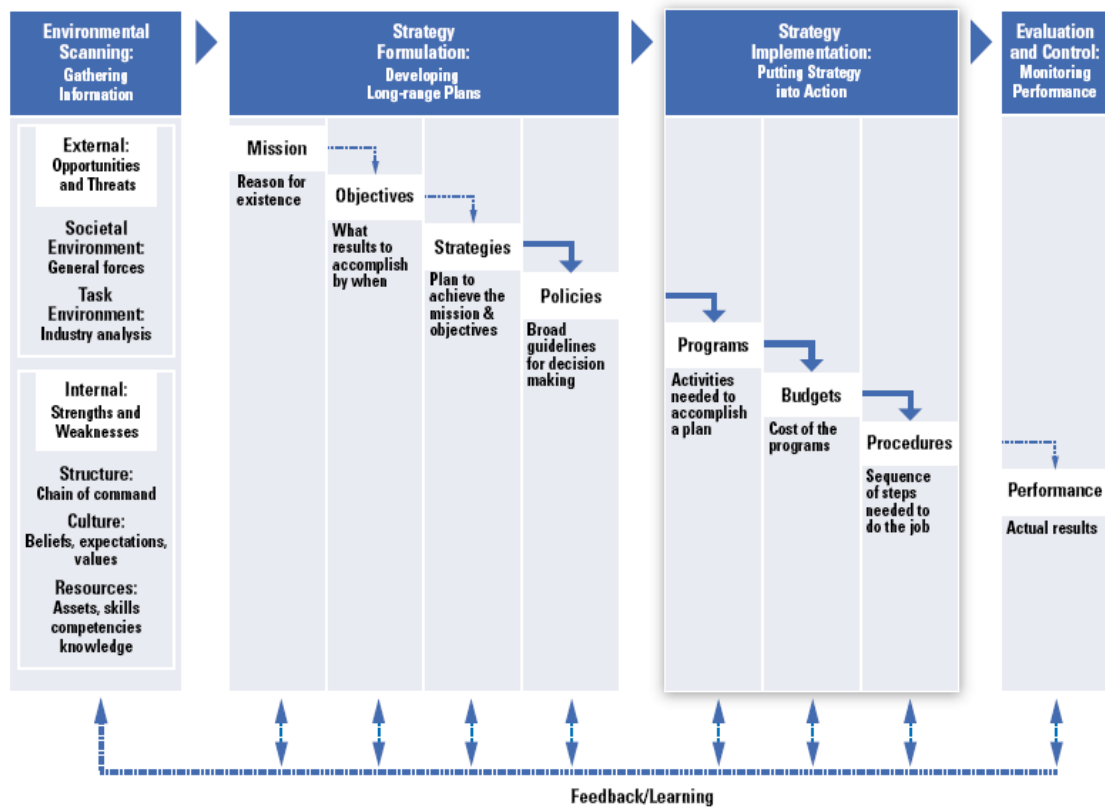 Environmental
Scanning:
Gathering
Information
External:
Opportunities
and Threats
Societal
Environment:
General forces
Task
Environment:
Industry analysis
Internal:
Strengths and
Weaknesses
Structure:
Chain of command
Culture:
Beliefs, expectations,
values
Resources:
Assets, skills
competencies
knowledge
Strategy
Formulation:
Developing
Long-range Plans
Mission
Reason for
existence
Objectives
What
results to
accomplish
by when
Strategies
Plan to
achieve the
mission &
objectives
Policies
Broad
guidelines
for decision
making
Strategy
Implementation:
Putting Strategy
into Action
Programs
Activities
needed to
accomplish
a plan
Budgets
Cost of the
programs
Procedures
Sequence
of steps
needed to
do the job
Evaluation
and Control:
Monitoring
Performance
Performance
Actual results
Feedback/Learning